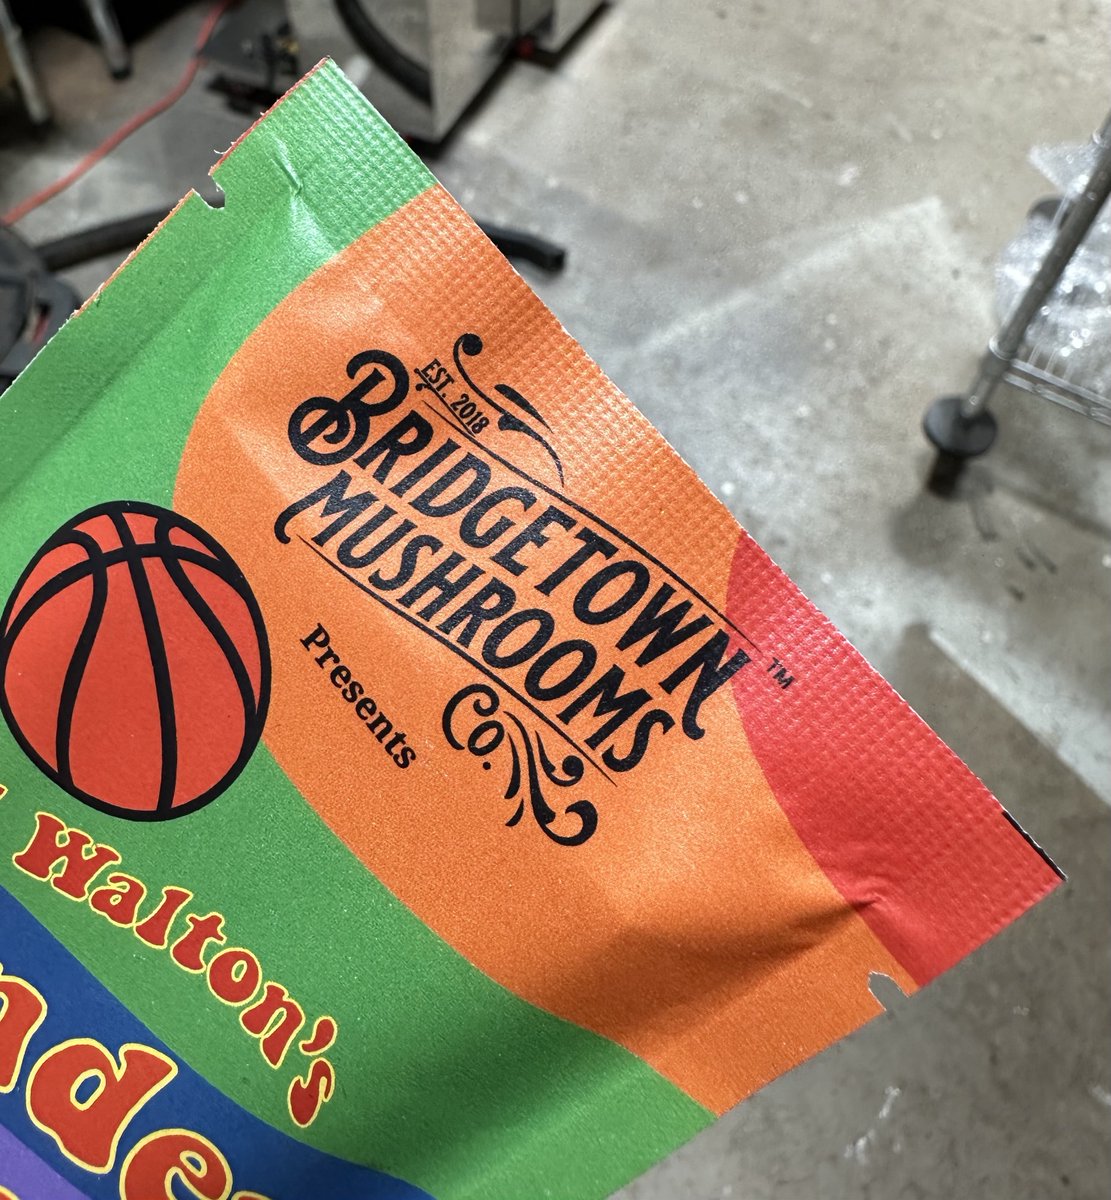 EST. 2018
BRIDGETOWN
MUSHROOMS
Co.
TM
Presents
Walton's